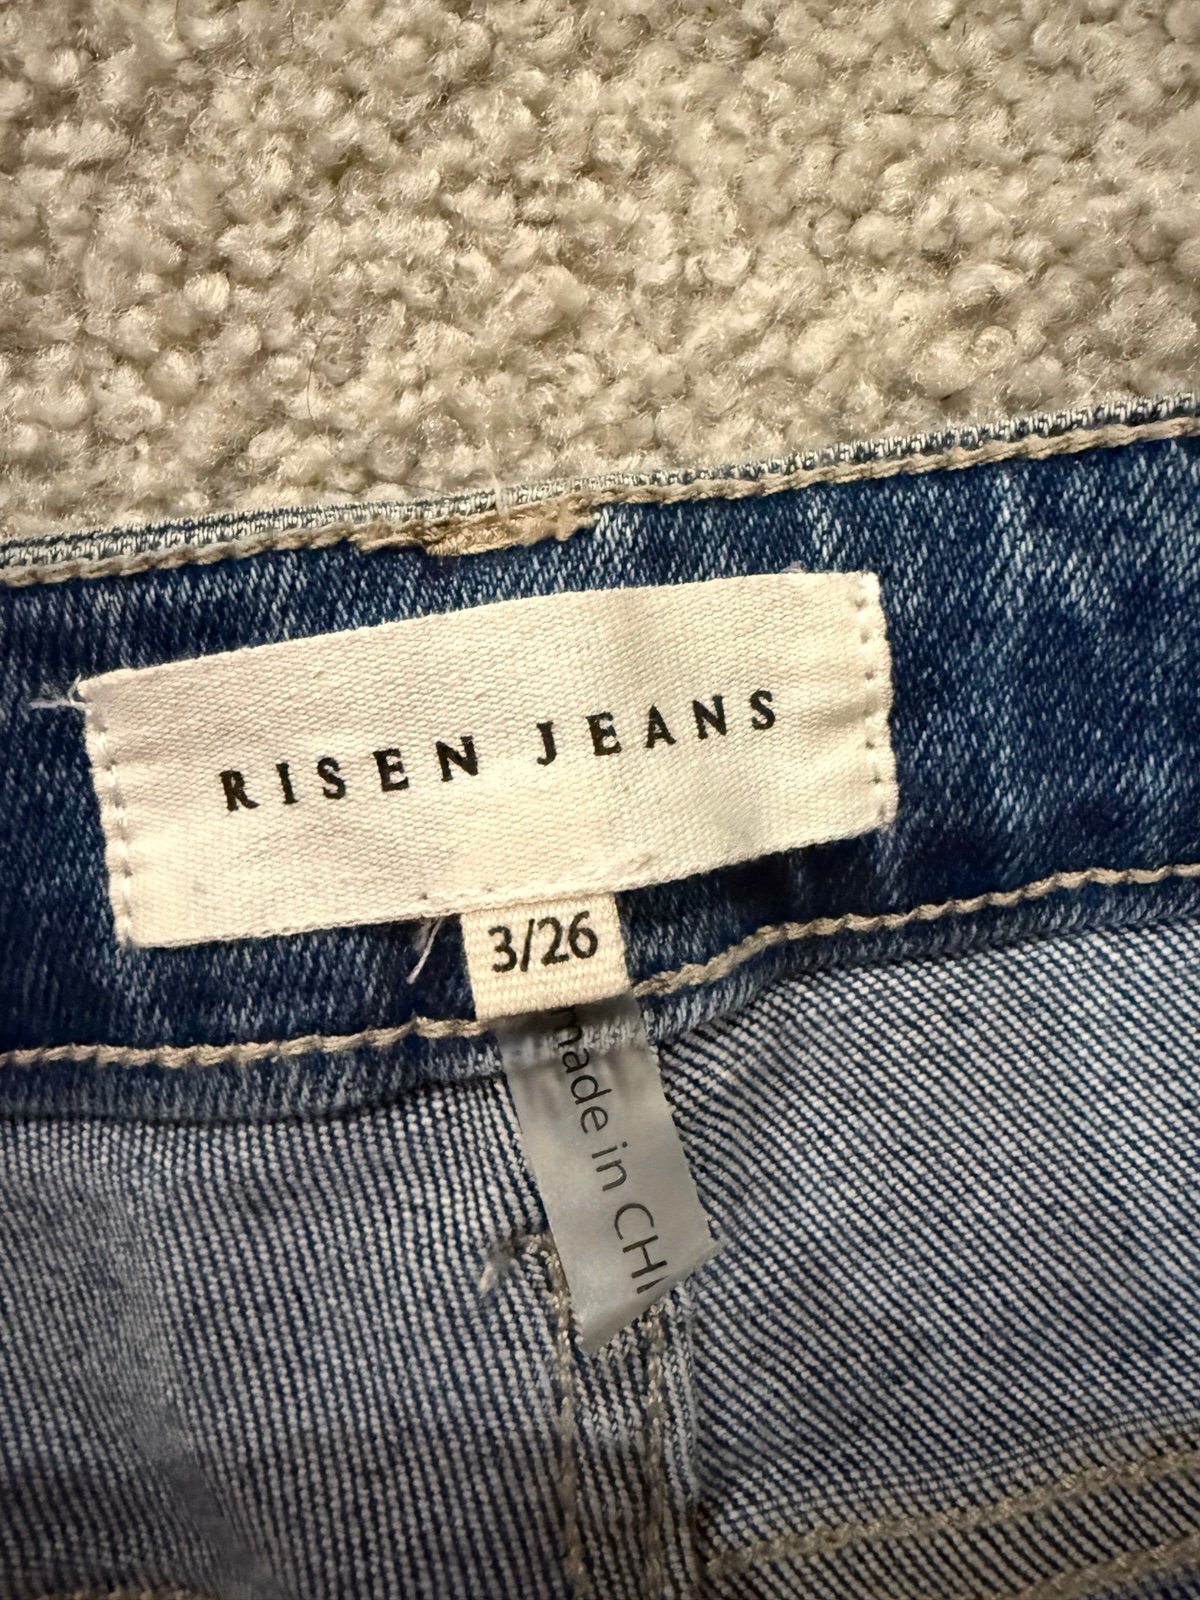 RISEN JEANS
3/26
made in CHI